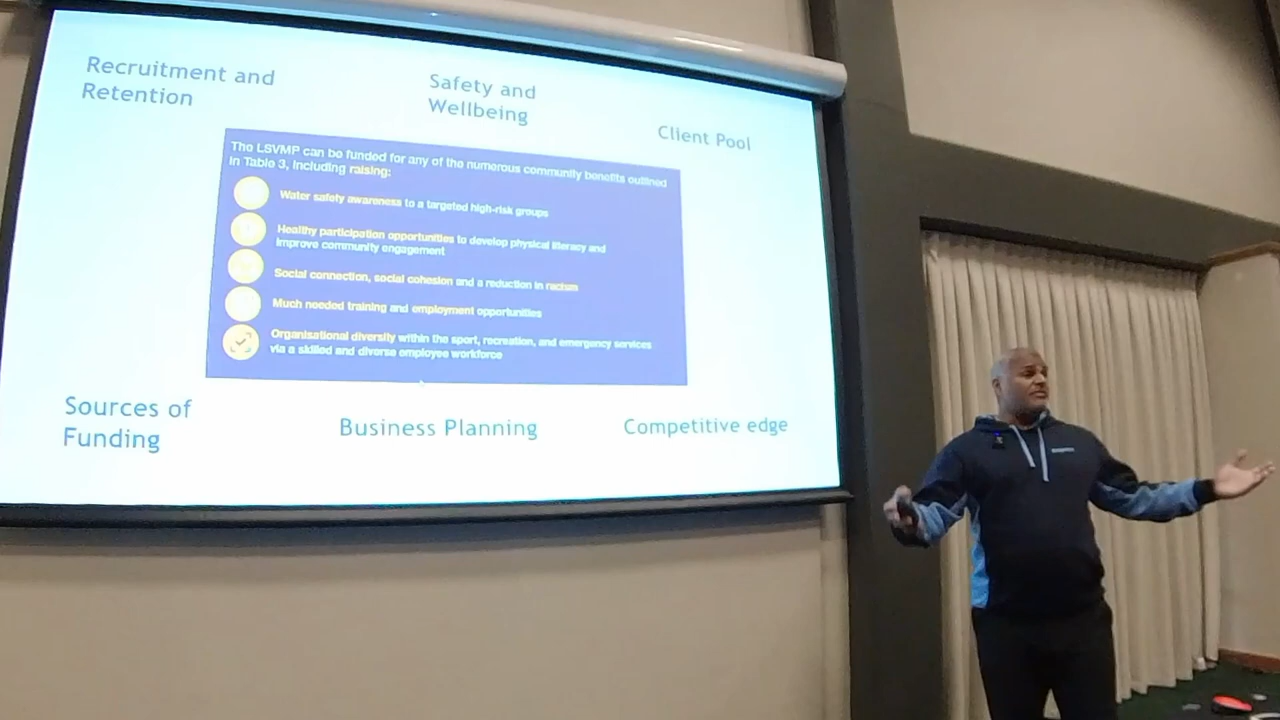 Recruitment and
Retention
Safety and
Wellbeing
Client Pool
The LSVMP can be funded for any of the numerous community benefits outlined
in Table 3, including raising:
Water safety awareness to a targeted high-risk groups
Healthy participation opportunities to develop physical literacy and
improve community engagement
Social connection, social cohesion and a reduction in racism
Much needed training and employment opportunities
Organisational diversity within the sport, recreation, and emergency services
via a skilled and diverse employee workforce
Sources of
Funding
Business Planning
Competitive edge